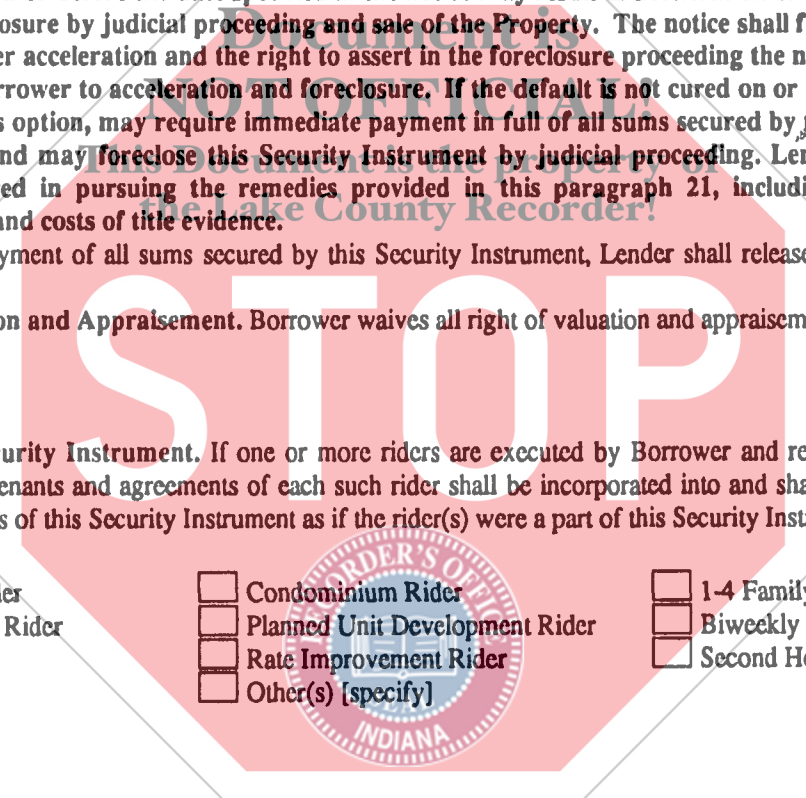 Document is
osure by judicial proceeding and sale of the Property. The notice shall f
er acceleration and the right to assert in the foreclosure proceeding the n
NOT OFFICIAL!
rrower to acceleration and foreclosure. If the default is not cured on or
s option, may require immediate payment in full of all sums secured by
This Document is the property of
nd may foreclose this Security Instrument by judicial proceeding. Len
ed in pursuing the remedies provided in this paragraph 21, includi
the Lake County Recorder!
and costs of title evidence.
yment of all sums secured by this Security Instrument, Lender shall release
STOP
on and Appraisement. Borrower waives all right of valuation and appraisem
urity Instrument. If one or more riders are executed by Borrower and re
enants and agreements of each such rider shall be incorporated into and sha
s of this Security Instrument as if the rider(s) were a part of this Security Inst
RECORDER'S OFFICE
er
Condominium Rider
1-4 Family
Rider
Planned Unit Development Rider
Biweekly
Rate Improvement Rider
Second Ho
Other(s) [specify]
SEAL
INDIANA